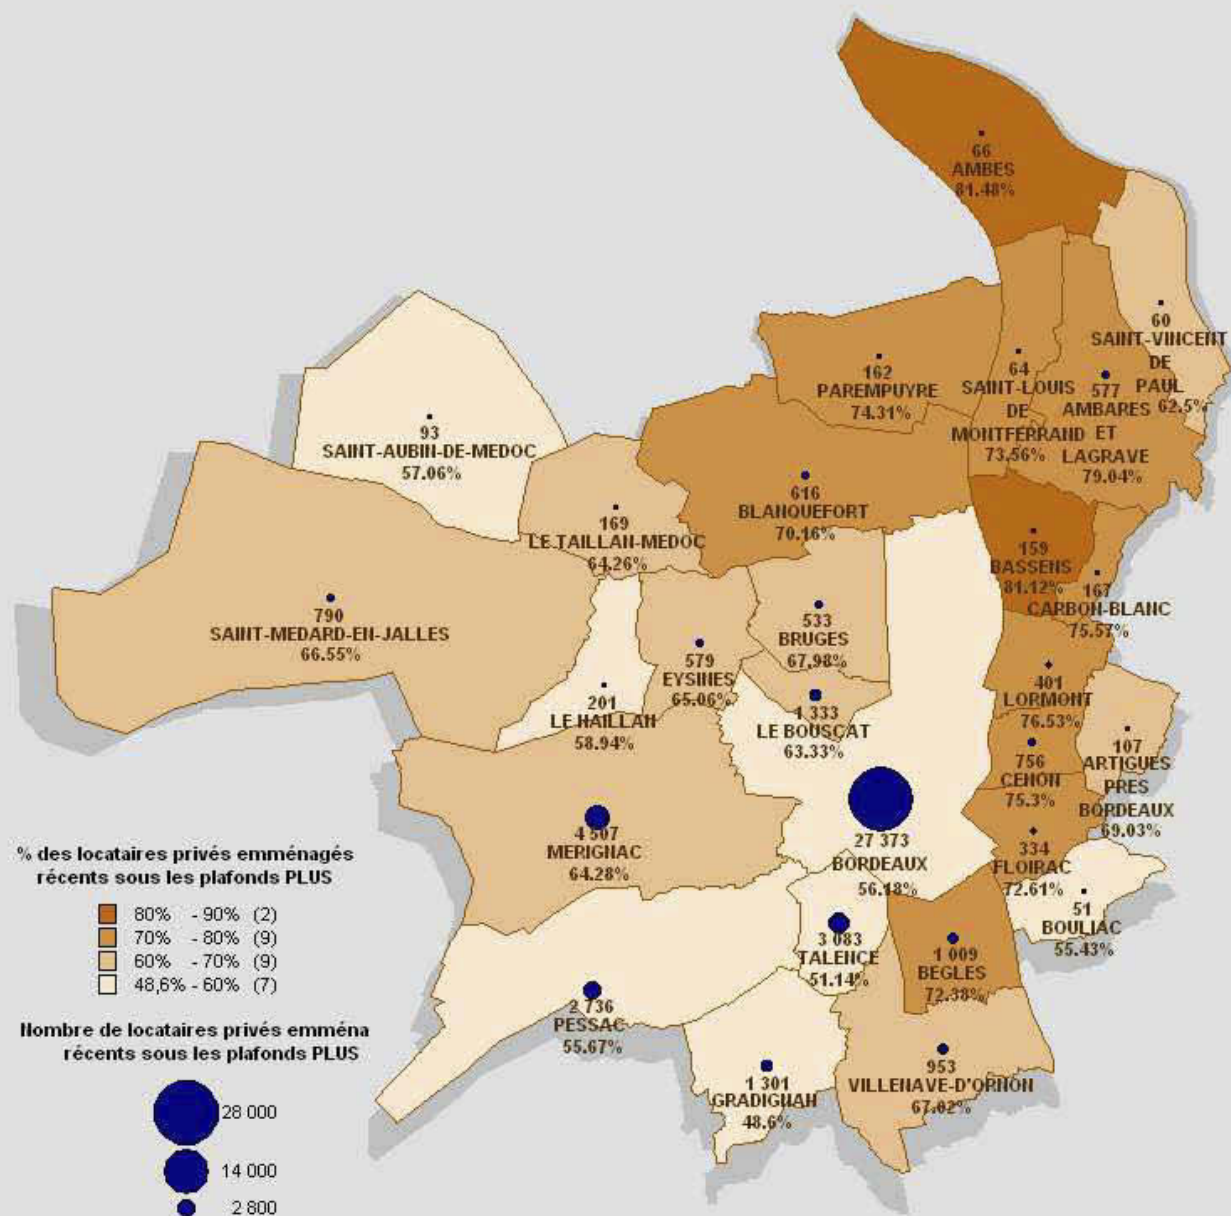 66
AMBES
81.48%
60
SAINT-VINCENT
DE
PAUL
62.5%
162
PAREMPUYRE
74.31%
64
SAINT-LOUIS
DE
MONTFERRAND
73.56%
577
AMBARES
ET
LAGRAVE
79.04%
93
SAINT-AUBIN-DE-MEDOC
57.06%
616
BLANQUEFORT
70.16%
169
LE TAILLAN-MEDOC
64.26%
159
BASSENS
81.12%
167
CARBON-BLANC
75.57%
790
SAINT-MEDARD-EN-JALLES
66.55%
533
BRUGES
67,98%
579
EYSINES
65.06%
201
LE HAILLAN
58.94%
1 333
LE BOUSCAT
63.33%
401
LORMONT
76.53%
107
ARTIGUES
PRES
BORDEAUX
69.03%
756
CENON
75.3%
4 507
MERIGNAC
64.28%
27 373
BORDEAUX
56.18%
334
FLOIRAC
72.61%
51
BOULIAC
55.43%
3 083
TALENCE
51.14%
1 009
BEGLES
72.38%
2 736
PESSAC
55.67%
1 301
GRADIGNAN
48.6%
953
VILLENAVE-D'ORNON
67.02%
% des locataires privés emménagés
récents sous les plafonds PLUS
80% - 90% (2)
70% - 80% (9)
60% - 70% (9)
48,6% - 60% (7)
Nombre de locataires privés emména
récents sous les plafonds PLUS
28 000
14 000
2 800